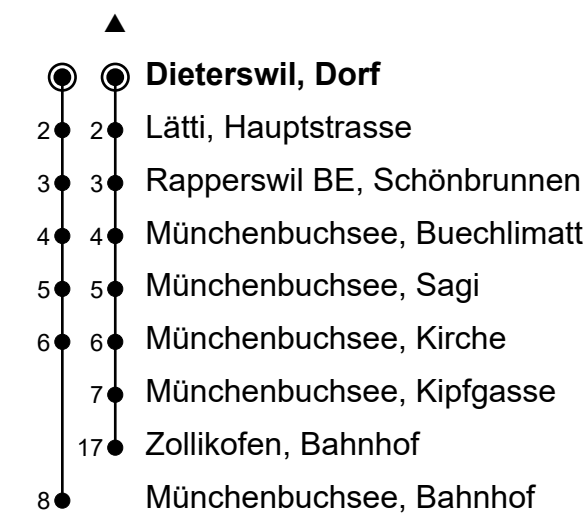 ▲
Dieterswil, Dorf
2 2 Lätti, Hauptstrasse
3 3 Rapperswil BE, Schönbrunnen
4 4 Münchenbuchsee, Buechlimatt
5 5 Münchenbuchsee, Sagi
6 6 Münchenbuchsee, Kirche
7 Münchenbuchsee, Kipfgasse
17 Zollikofen, Bahnhof
8 Münchenbuchsee, Bahnhof